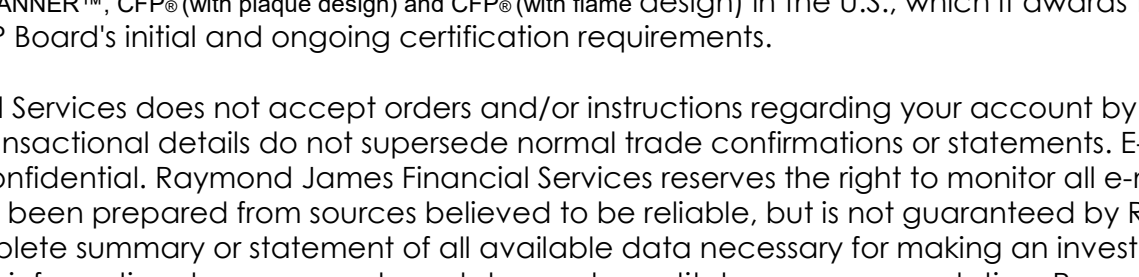 ANNER™, CFP® (with plaque design) and CFP® (with flame design) in the U.S., which it awards
P Board's initial and ongoing certification requirements.
l Services does not accept orders and/or instructions regarding your account by
nsactional details do not supersede normal trade confirmations or statements. E-
onfidential. Raymond James Financial Services reserves the right to monitor all e-
been prepared from sources believed to be reliable, but is not guaranteed by R
plete summary or statement of all available data necessary for making an invest